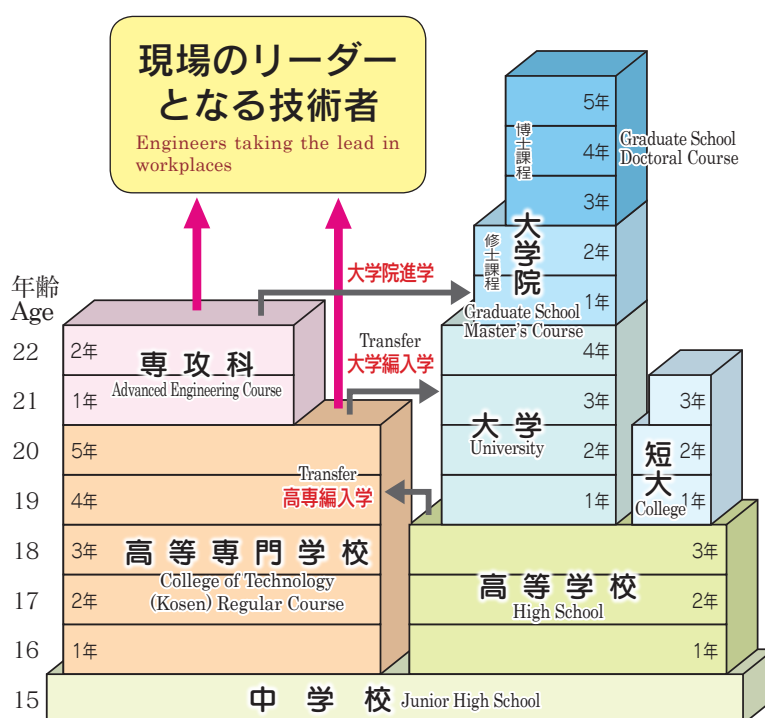 現場のリーダー
となる技術者
Engineers taking the lead in
workplaces
5年
4年
3年
博士課程
Graduate School
Doctoral Course
2年
1年
修士課程
大学院
Graduate School
Master's Course
大学院進学
Transfer
大学編入学
年齢
Age
22
21
20
19
18
17
16
15
2年
1年
専攻科
Advanced Engineering Course
5年
4年
3年
2年
1年
高等専門学校
College of Technology
(Kosen) Regular Course
Transfer
高専編入学
4年
3年
2年
1年
大学
University
3年
2年
1年
短大
College
3年
2年
1年
高等学校
High School
中学校 Junior High School